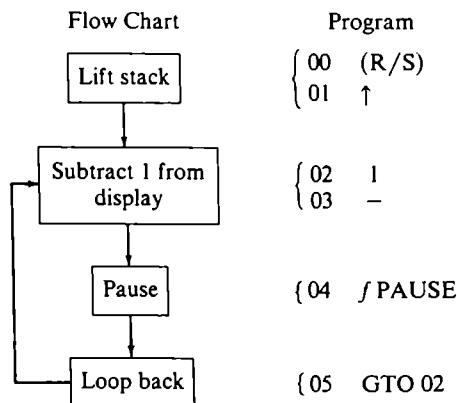 Flow Chart Program
Lift stack { 00 (R/S)
01 ↑
Subtract 1 from
display { 02 1
03 −
Pause { 04 f PAUSE
Loop back { 05 GTO 02